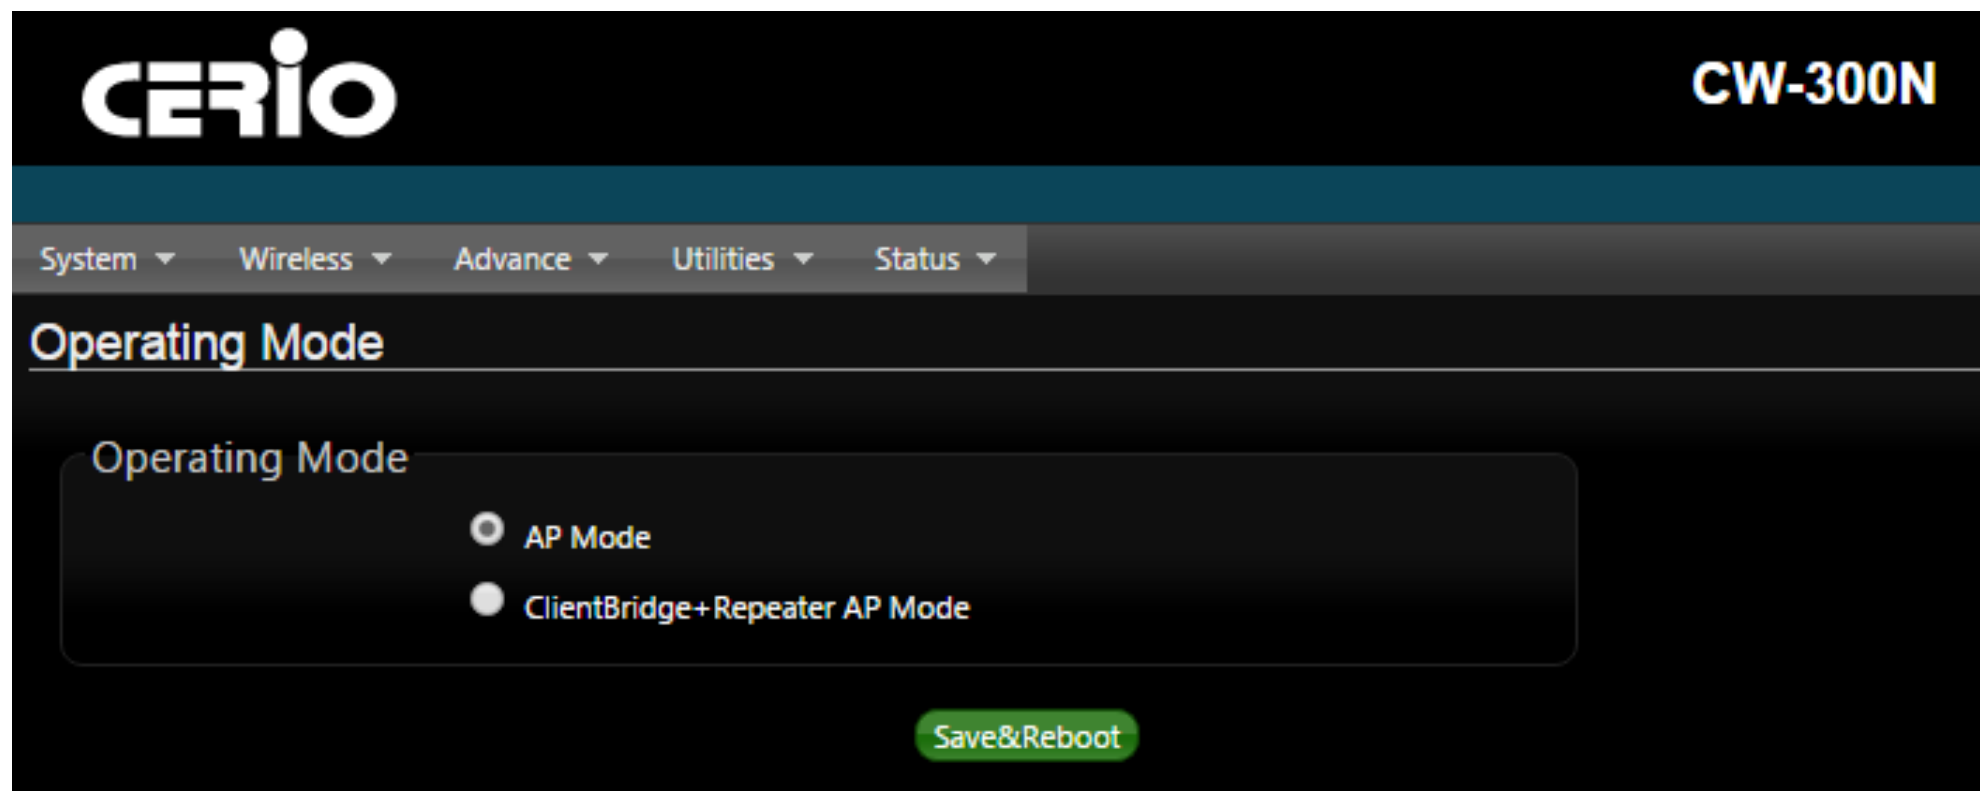 CERIO
CW-300N
System Wireless Advance Utilities Status
Operating Mode
Operating Mode
AP Mode
ClientBridge+Repeater AP Mode
Save&Reboot